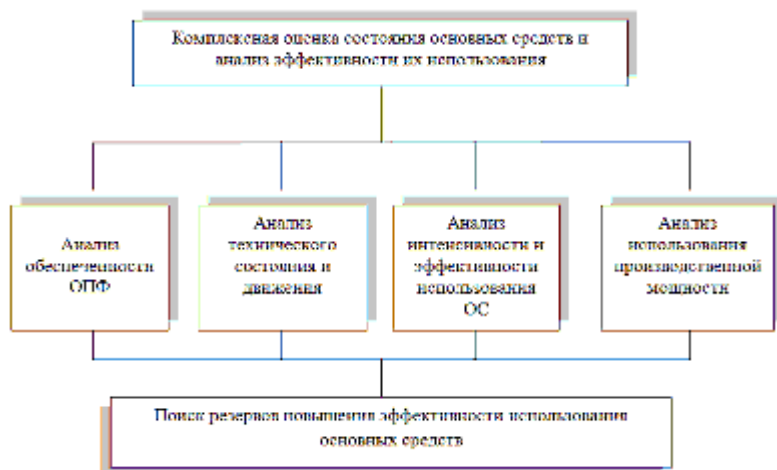 Комплексная оценка состояния основных средств и
анализ эффективности их использования
Анализ
обеспеченности
ОПФ
Анализ
технического
состояния и
движения
Анализ
интенсивности и
эффективности
использования
ОС
Анализ
использования
производственной
мощности
Поиск резервов повышения эффективности использования
основных средств